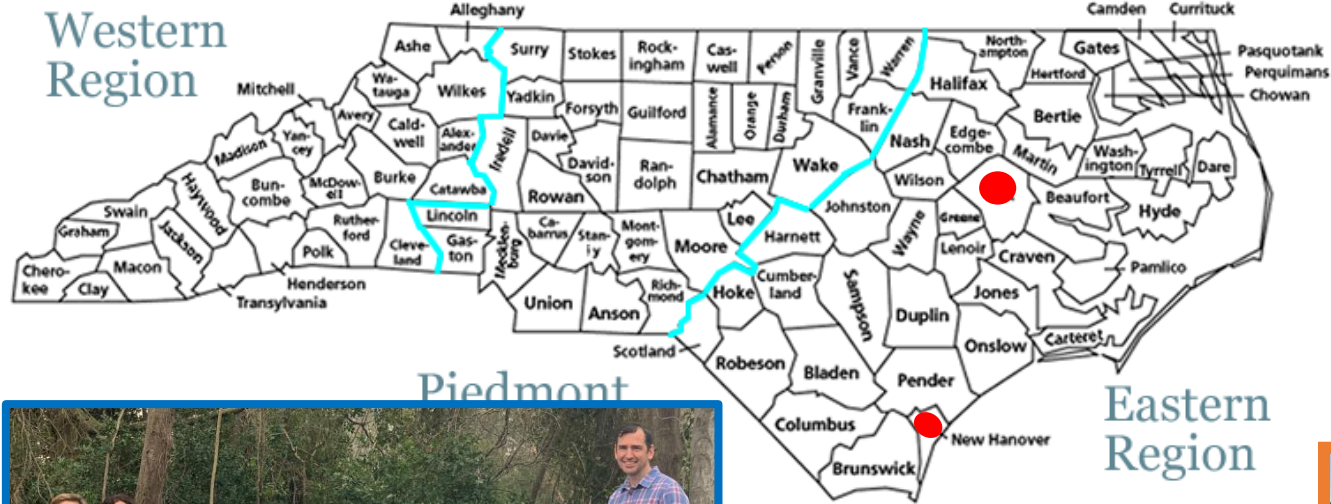 Western
Region
Alleghany
Camden
Currituck
Ashe
Surry
Stokes
Rock-
ingham
Cas-
well
Person
Granville
Vance
Warren
North-
ampton
Gates
Pasquotank
Perquimans
Chowan
Hertford
Halifax
Wa-
tauga
Wilkes
Yadkin
Forsyth
Guilford
Alamance
Orange
Durham
Frank-
lin
Nash
Edge-
combe
Bertie
Mitchell
Avery
Cald-
well
Alex-
ander
Iredell
Davie
David-
son
Ran-
dolph
Chatham
Wake
Wilson
Martin
Wash-
ington
Tyrrell
Dare
Madison
Yan-
cey
Burke
Catawba
Rowan
Johnston
Greene
Beaufort
Hyde
Haywood
Bun-
combe
McDow-
ell
Lincoln
Lee
Harnett
Wayne
Lenoir
Craven
Pamlico
Swain
Graham
Jackson
Ruther-
ford
Polk
Cleve-
land
Gas-
ton
Mecklen-
burg
Ca-
barrus
Stan-
ly
Mont-
gom-
ery
Moore
Chero-
kee
Clay
Macon
Henderson
Transylvania
Union
Anson
Rich-
mond
Hoke
Cumber-
land
Sampson
Duplin
Jones
Carteret
Onslow
Scotland
Robeson
Bladen
Pender
Columbus
Brunswick
New Hanover
Piedmont
Eastern
Region